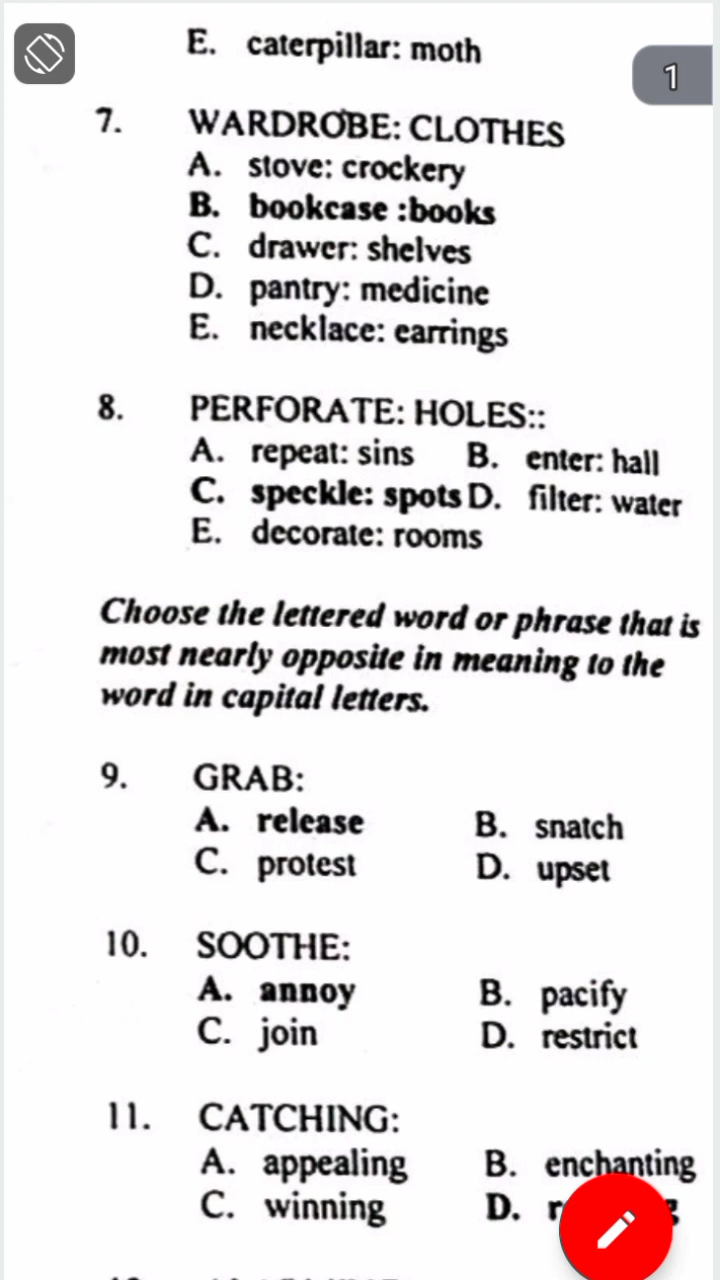 E. caterpillar: moth
1
7. WARDROBE: CLOTHES
A. stove: crockery
B. bookcase :books
C. drawer: shelves
D. pantry: medicine
E. necklace: earrings
8. PERFORATE: HOLES::
A. repeat: sins B. enter: hall
C. speckle: spots D. filter: water
E. decorate: rooms
Choose the lettered word or phrase that is
most nearly opposite in meaning to the
word in capital letters.
9. GRAB:
A. release B. snatch
C. protest D. upset
10. SOOTHE:
A. annoy B. pacify
C. join D. restrict
11. CATCHING:
A. appealing B. enchanting
C. winning D.